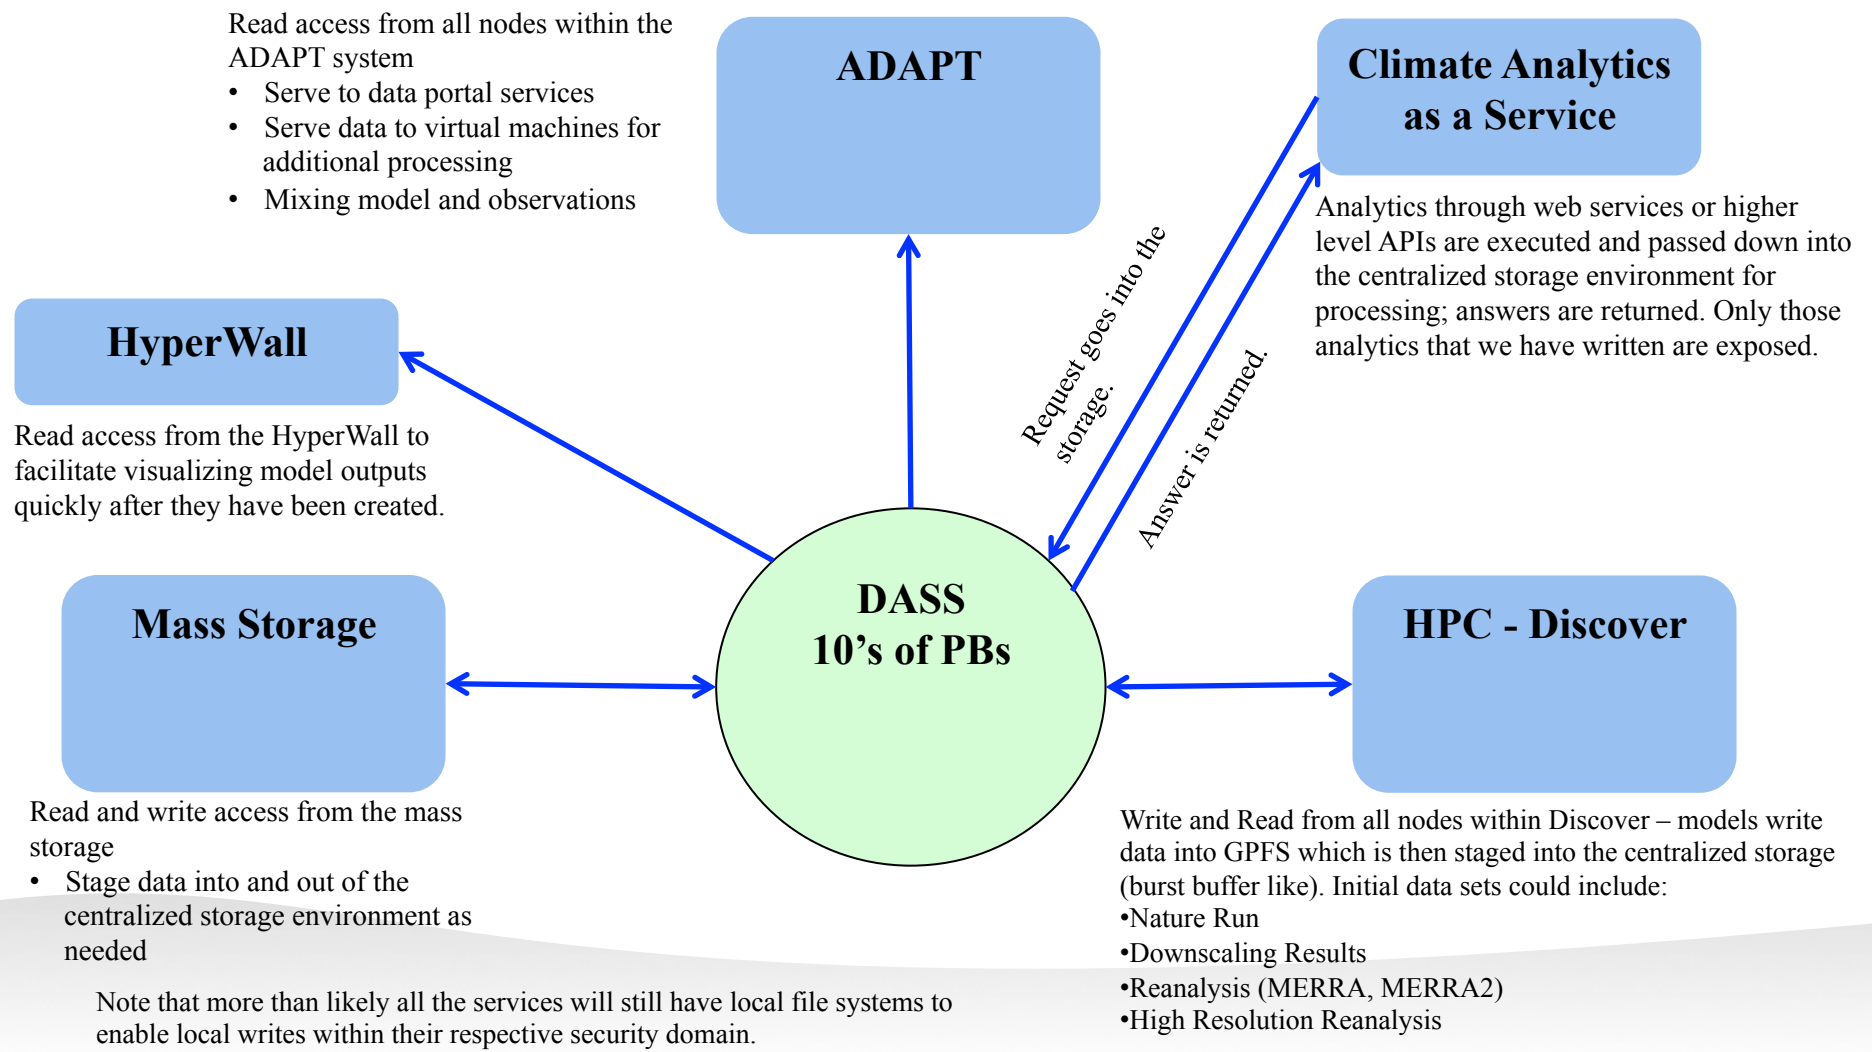 Read access from all nodes within the
ADAPT system
• Serve to data portal services
• Serve data to virtual machines for
additional processing
• Mixing model and observations
ADAPT
Climate Analytics
as a Service
Analytics through web services or higher
level APIs are executed and passed down into
the centralized storage environment for
processing; answers are returned. Only those
analytics that we have written are exposed.
Request goes into the
storage.
Answer is returned.
HyperWall
Read access from the HyperWall to
facilitate visualizing model outputs
quickly after they have been created.
DASS
10’s of PBs
Mass Storage
Read and write access from the mass
storage
• Stage data into and out of the
centralized storage environment as
needed
HPC - Discover
Write and Read from all nodes within Discover – models write
data into GPFS which is then staged into the centralized storage
(burst buffer like). Initial data sets could include:
•Nature Run
•Downscaling Results
•Reanalysis (MERRA, MERRA2)
•High Resolution Reanalysis
Note that more than likely all the services will still have local file systems to
enable local writes within their respective security domain.